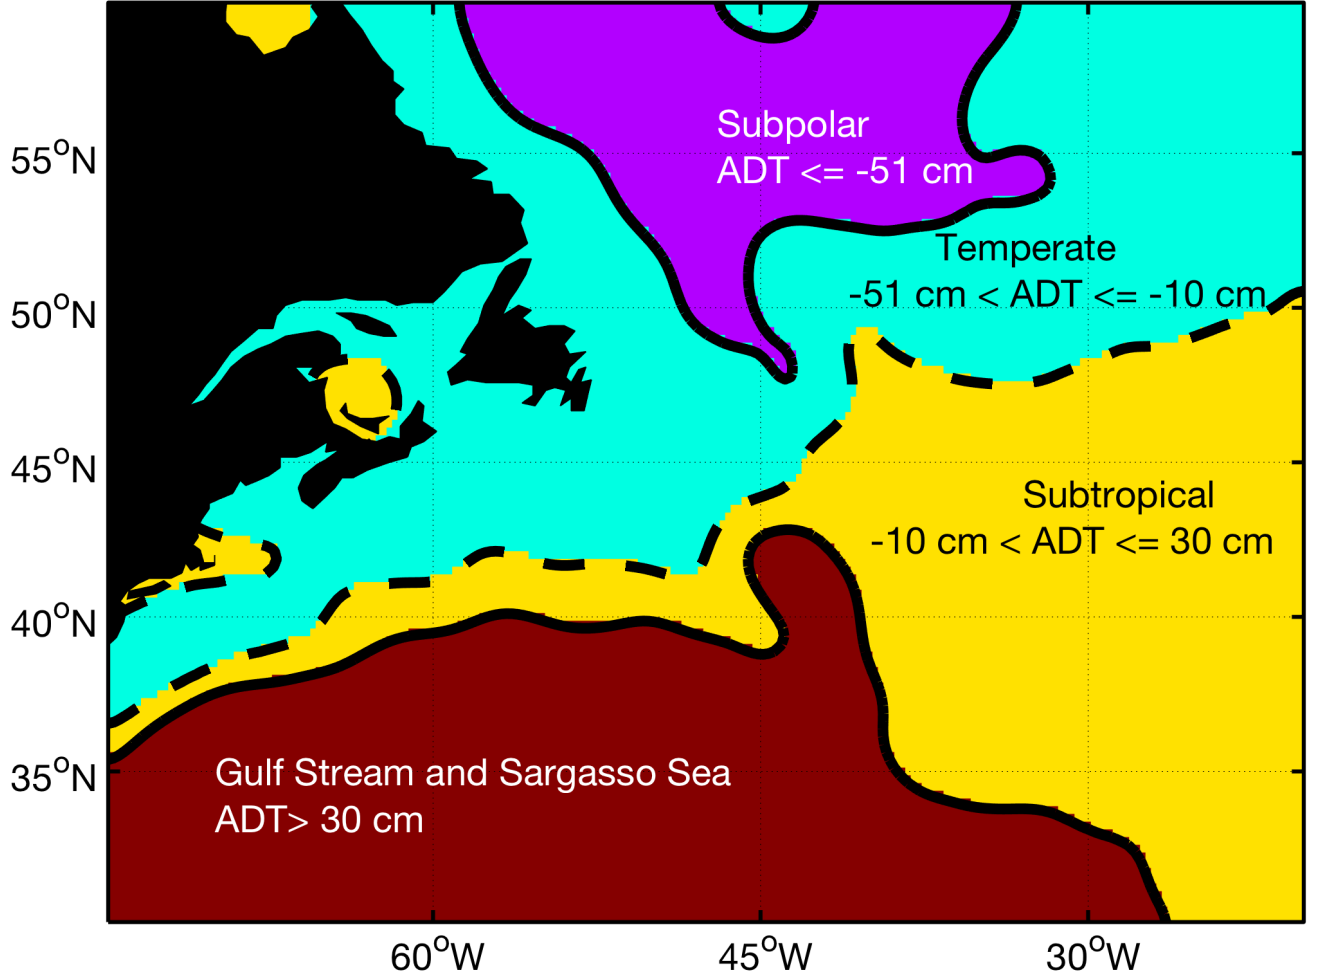 Subpolar
ADT <= -51 cm
55°N
Temperate
-51 cm < ADT <= -10 cm
50°N
45°N
Subtropical
-10 cm < ADT <= 30 cm
40°N
35°N
Gulf Stream and Sargasso Sea
ADT> 30 cm
60°W
45°W
30°W